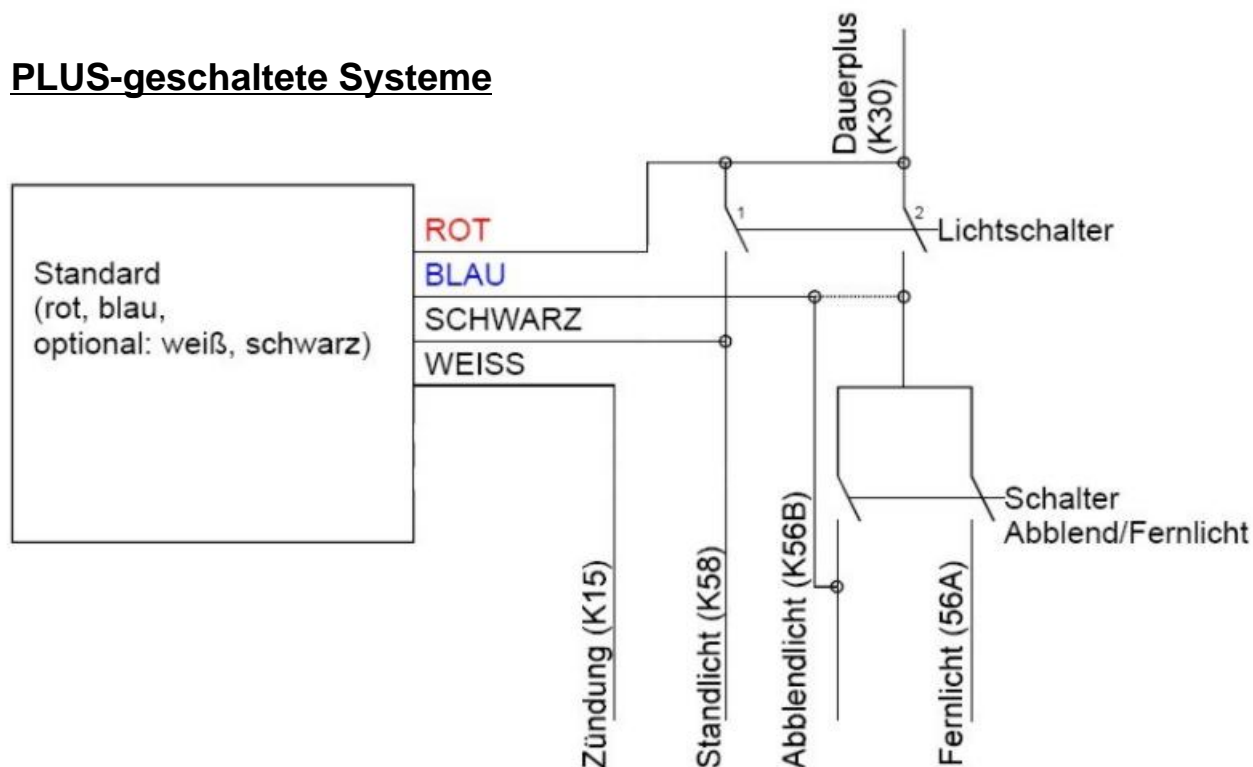 PLUS-geschaltete Systeme
Dauerplus
(K30)
1
2
Lichtschalter
ROT
BLAU
SCHWARZ
WEISS
Standard
(rot, blau,
optional: weiß, schwarz)
Schalter
Abblend/Fernlicht
Zündung (K15)
Standlicht (K58)
Abblendlicht (K56B)
Fernlicht (56A)